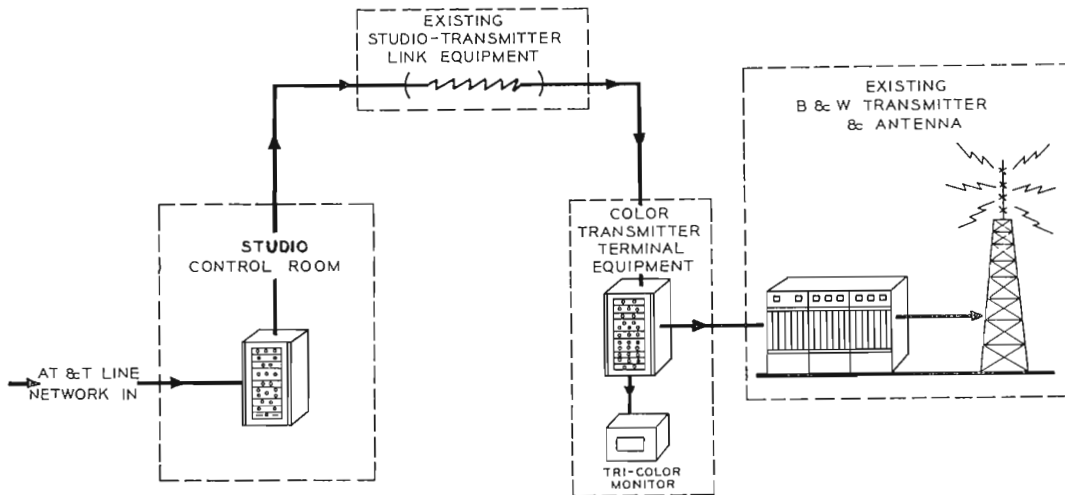 EXISTING
STUDIO-TRANSMITTER
LINK EQUIPMENT
EXISTING
B & W TRANSMITTER
& ANTENNA
STUDIO
CONTROL ROOM
COLOR
TRANSMITTER
TERMINAL
EQUIPMENT
AT & T LINE
NETWORK IN
TRI-COLOR
MONITOR